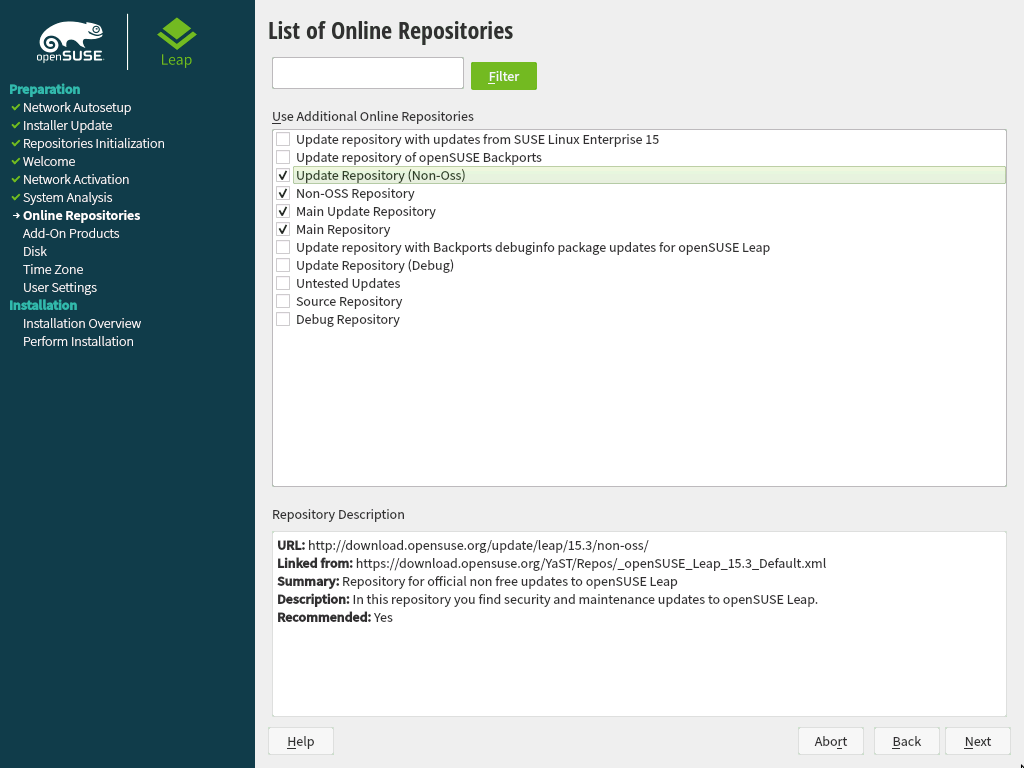 openSUSE
Leap
Preparation
Network Autosetup
Installer Update
Repositories Initialization
Welcome
Network Activation
System Analysis
Online Repositories
Add-On Products
Disk
Time Zone
User Settings
Installation
Installation Overview
Perform Installation
List of Online Repositories
Filter
Use Additional Online Repositories
Update repository with updates from SUSE Linux Enterprise 15
Update repository of openSUSE Backports
Update Repository (Non-Oss)
Non-OSS Repository
Main Update Repository
Main Repository
Update repository with Backports debuginfo package updates for openSUSE Leap
Update Repository (Debug)
Untested Updates
Source Repository
Debug Repository
Repository Description
URL: http://download.opensuse.org/update/leap/15.3/non-oss/
Linked from: https://download.opensuse.org/YaST/Repos/_openSUSE_Leap_15.3_Default.xml
Summary: Repository for official non free updates to openSUSE Leap
Description: In this repository you find security and maintenance updates to openSUSE Leap.
Recommended: Yes
Help
Abort
Back
Next